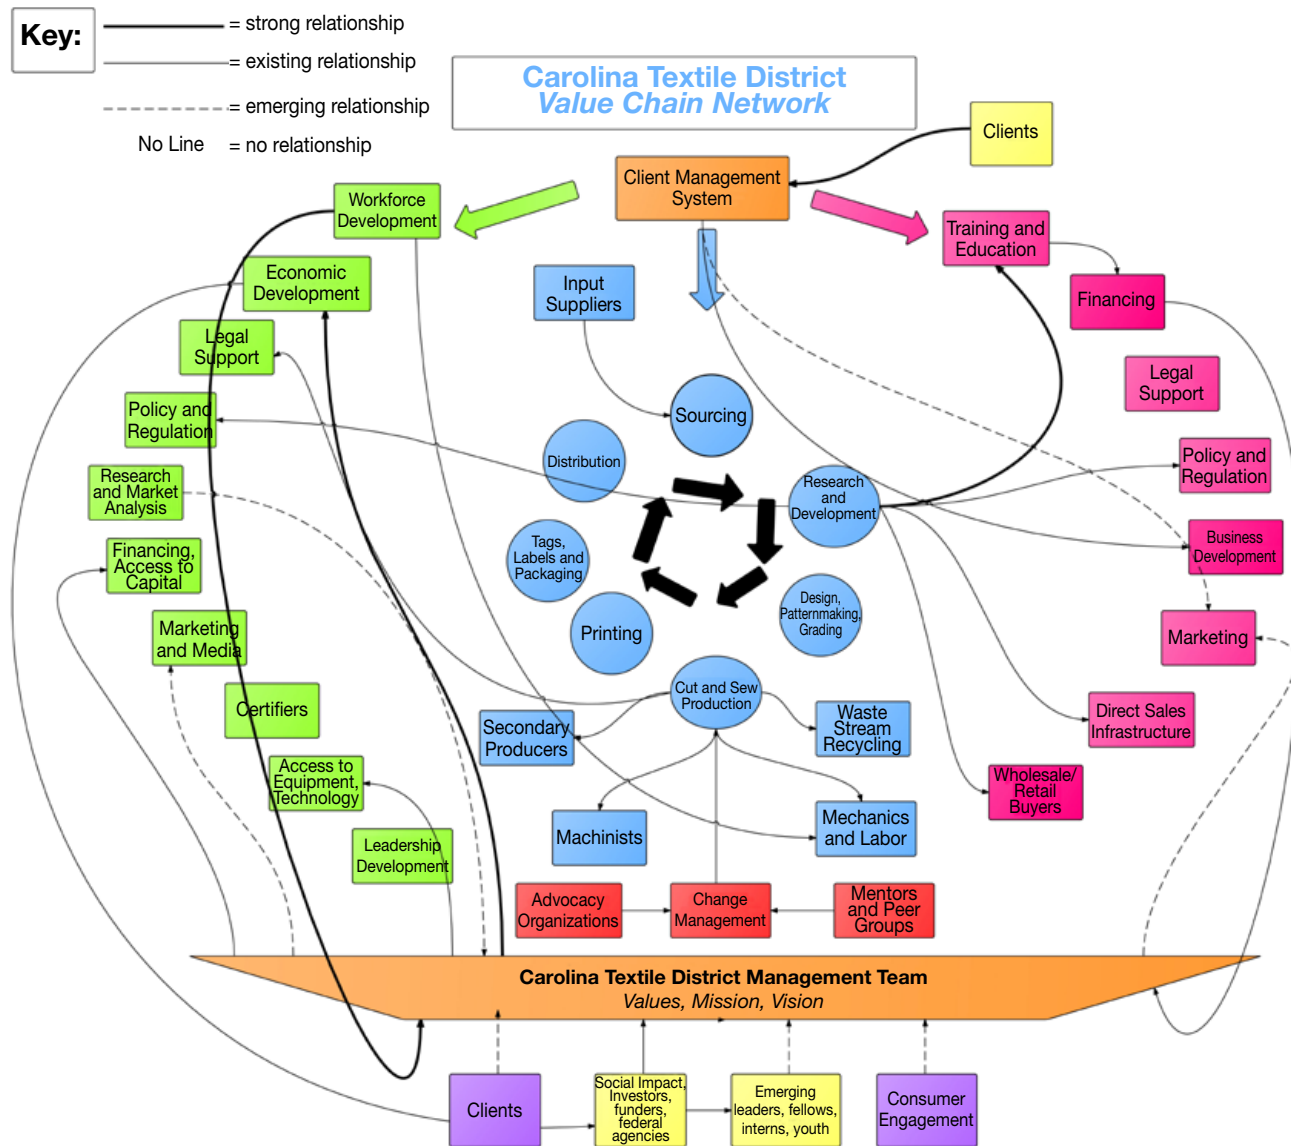 Key:
= strong relationship
= existing relationship
= emerging relationship
No Line = no relationship
Carolina Textile District
Value Chain Network
Clients
Client Management
System
Workforce
Development
Training and
Education
Economic
Development
Input
Suppliers
Financing
Legal
Support
Legal
Support
Policy and
Regulation
Sourcing
Distribution
Policy and
Regulation
Research
and Market
Analysis
Research
and
Development
Financing,
Access to
Capital
Tags,
Labels and
Packaging
Business
Development
Design,
Patternmaking,
Grading
Marketing
and Media
Printing
Marketing
Certifiers
Cut and Sew
Production
Secondary
Producers
Waste
Stream
Recycling
Direct Sales
Infrastructure
Access to
Equipment,
Technology
Wholesale/
Retail
Buyers
Machinists
Mechanics
and Labor
Leadership
Development
Advocacy
Organizations
Change
Management
Mentors
and Peer
Groups
Carolina Textile District Management Team
Values, Mission, Vision
Clients
Social Impact,
Investors,
funders,
federal
agencies
Emerging
leaders, fellows,
interns, youth
Consumer
Engagement